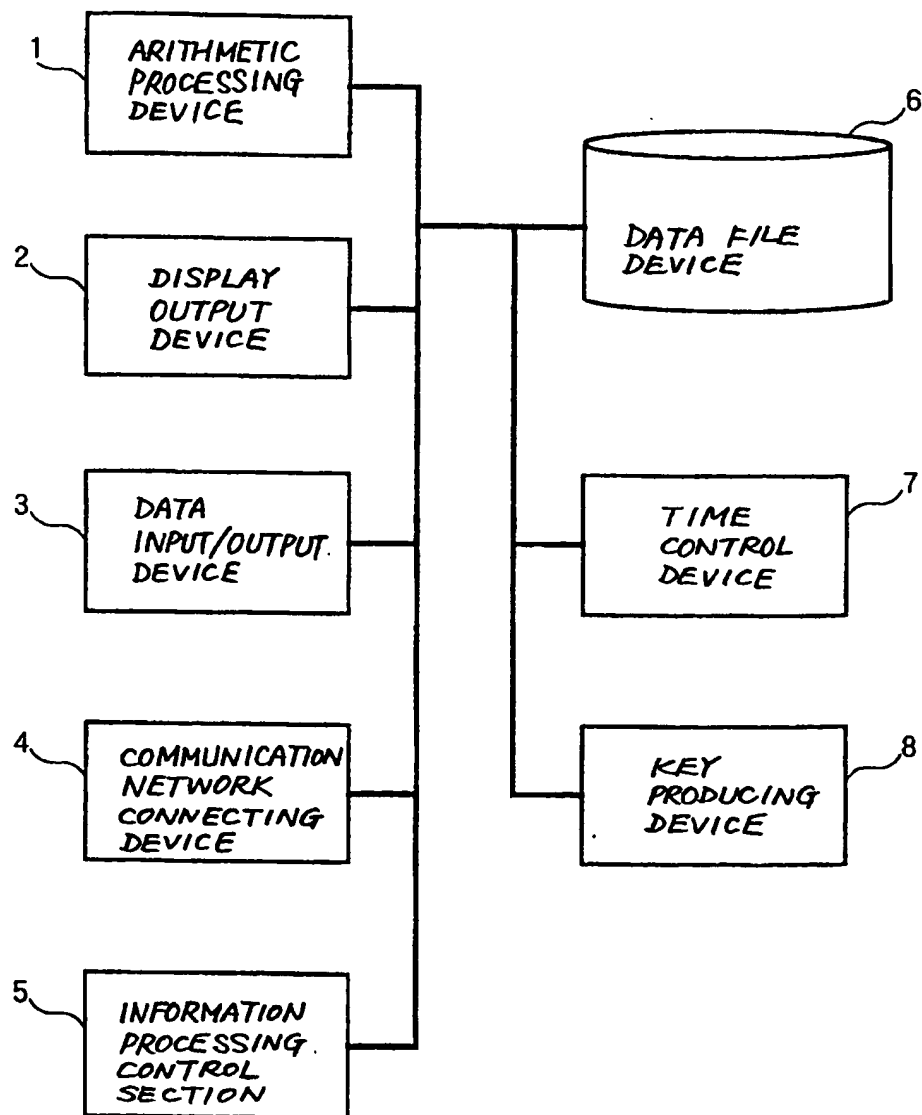 1
ARITHMETIC
PROCESSING
DEVICE
2
DISPLAY
OUTPUT
DEVICE
3
DATA
INPUT/OUTPUT.
DEVICE
4
COMMUNICATION
NETWORK
CONNECTING
DEVICE
5
INFORMATION
PROCESSING.
CONTROL
SECTION
6
DATA FILE
DEVICE
7
TIME
CONTROL
DEVICE
8
KEY
PRODUCING
DEVICE